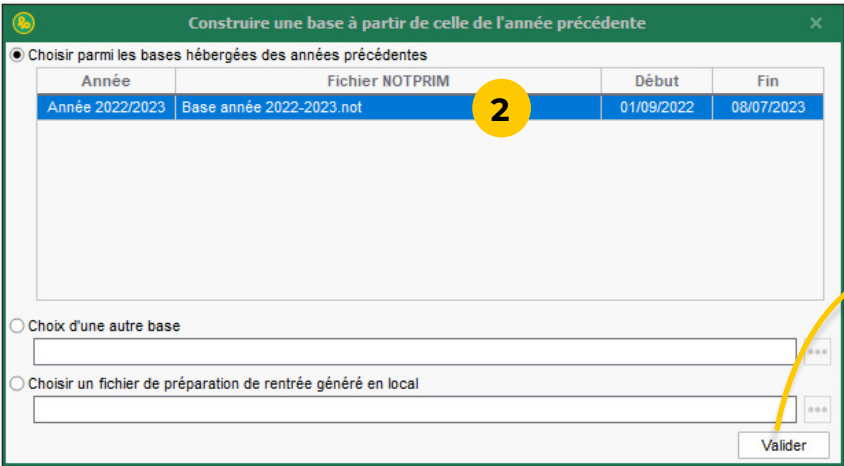 Construire une base à partir de celle de l'année précédente
Choisir parmi les bases hébergées des années précédentes
Année Fichier NOTPRIM Début Fin
Année 2022/2023 Base année 2022-2023.not 2 01/09/2022 08/07/2023
Choix d'une autre base
Choisir un fichier de préparation de rentrée généré en local
Valider